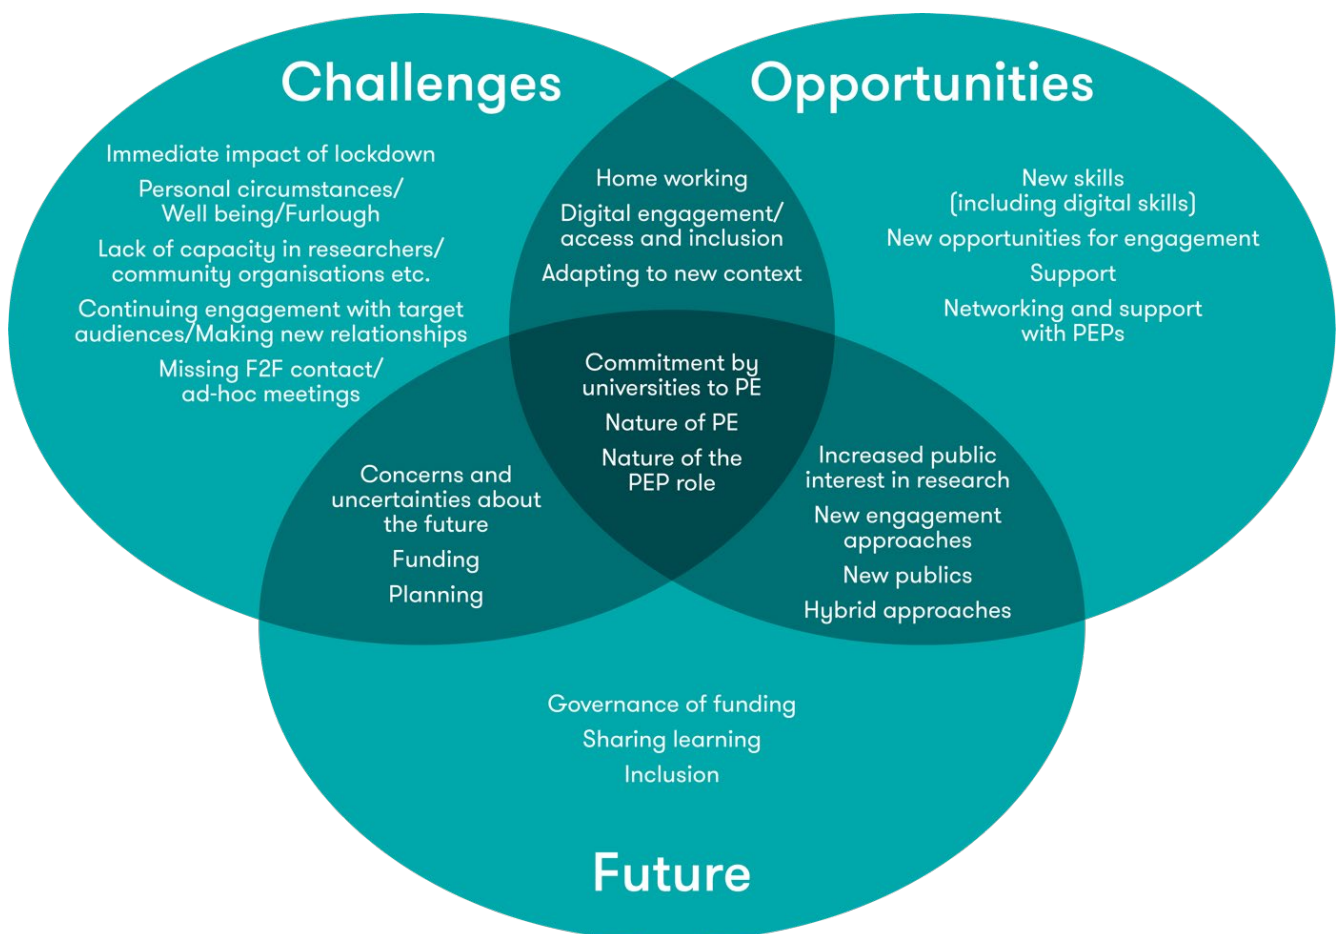 Challenges
Immediate impact of lockdown
Personal circumstances/
Well being/Furlough
Lack of capacity in researchers/
community organisations etc.
Continuing engagement with target
audiences/Making new relationships
Missing F2F contact/
ad-hoc meetings
Opportunities
New skills
(including digital skills)
New opportunities for engagement
Support
Networking and support
with PEPs
Home working
Digital engagement/
access and inclusion
Adapting to new context
Commitment by
universities to PE
Nature of PE
Nature of the
PEP role
Concerns and
uncertainties about
the future
Funding
Planning
Increased public
interest in research
New engagement
approaches
New publics
Hybrid approaches
Governance of funding
Sharing learning
Inclusion
Future